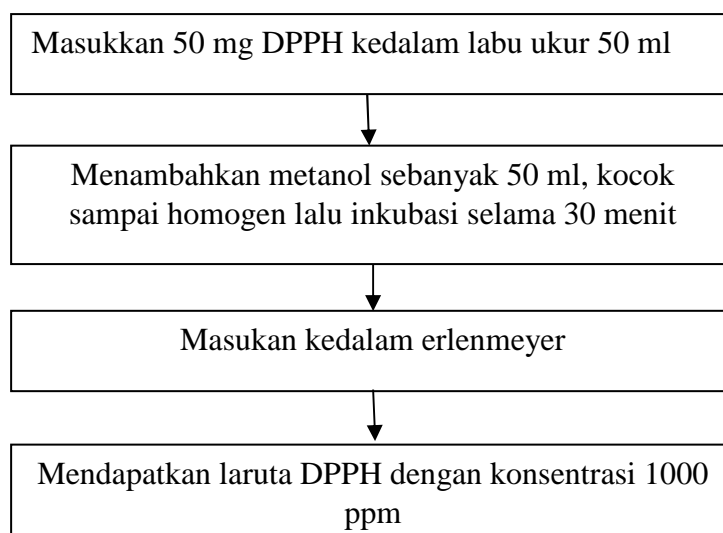 Masukkan 50 mg DPPH kedalam labu ukur 50 ml
Menambahkan metanol sebanyak 50 ml, kocok
sampai homogen lalu inkubasi selama 30 menit
Masukan kedalam erlenmeyer
Mendapatkan laruta DPPH dengan konsentrasi 1000
ppm